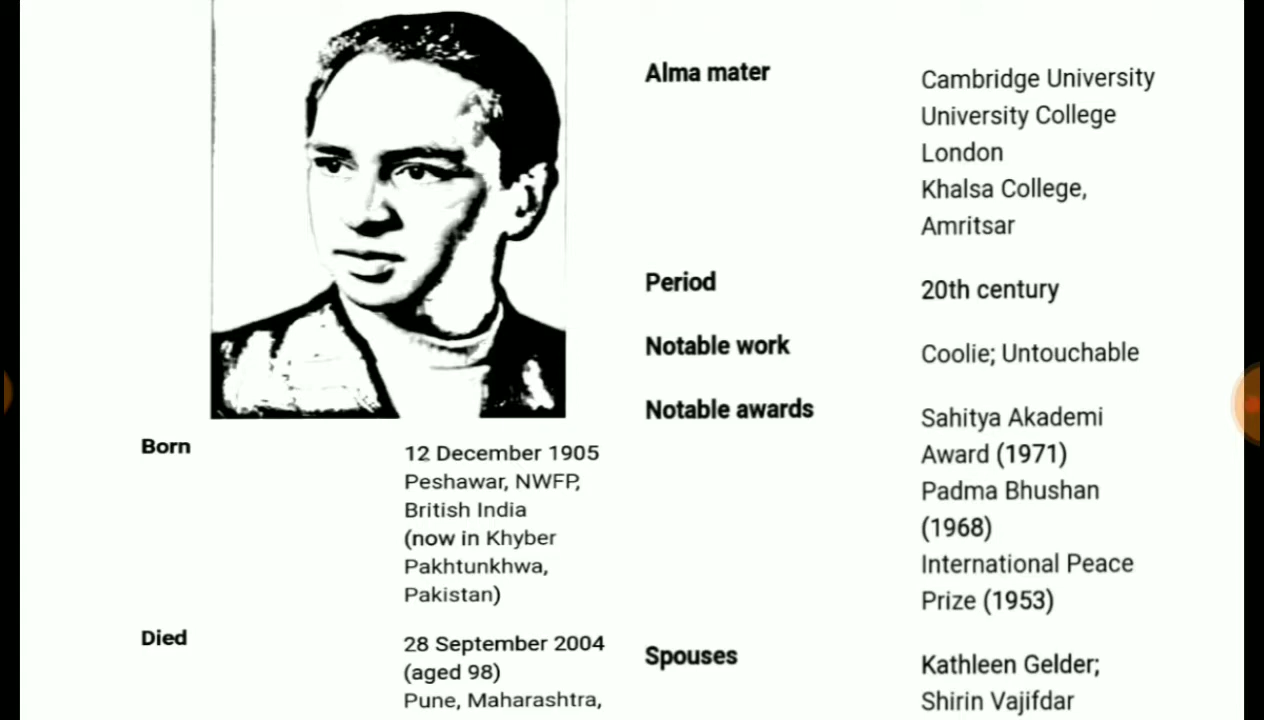 Born
12 December 1905
Peshawar, NWFP,
British India
(now in Khyber
Pakhtunkhwa,
Pakistan)
Died
28 September 2004
(aged 98)
Pune, Maharashtra,
Alma mater
Cambridge University
University College
London
Khalsa College,
Amritsar
Period
20th century
Notable work
Coolie; Untouchable
Notable awards
Sahitya Akademi
Award (1971)
Padma Bhushan
(1968)
International Peace
Prize (1953)
Spouses
Kathleen Gelder;
Shirin Vajifdar